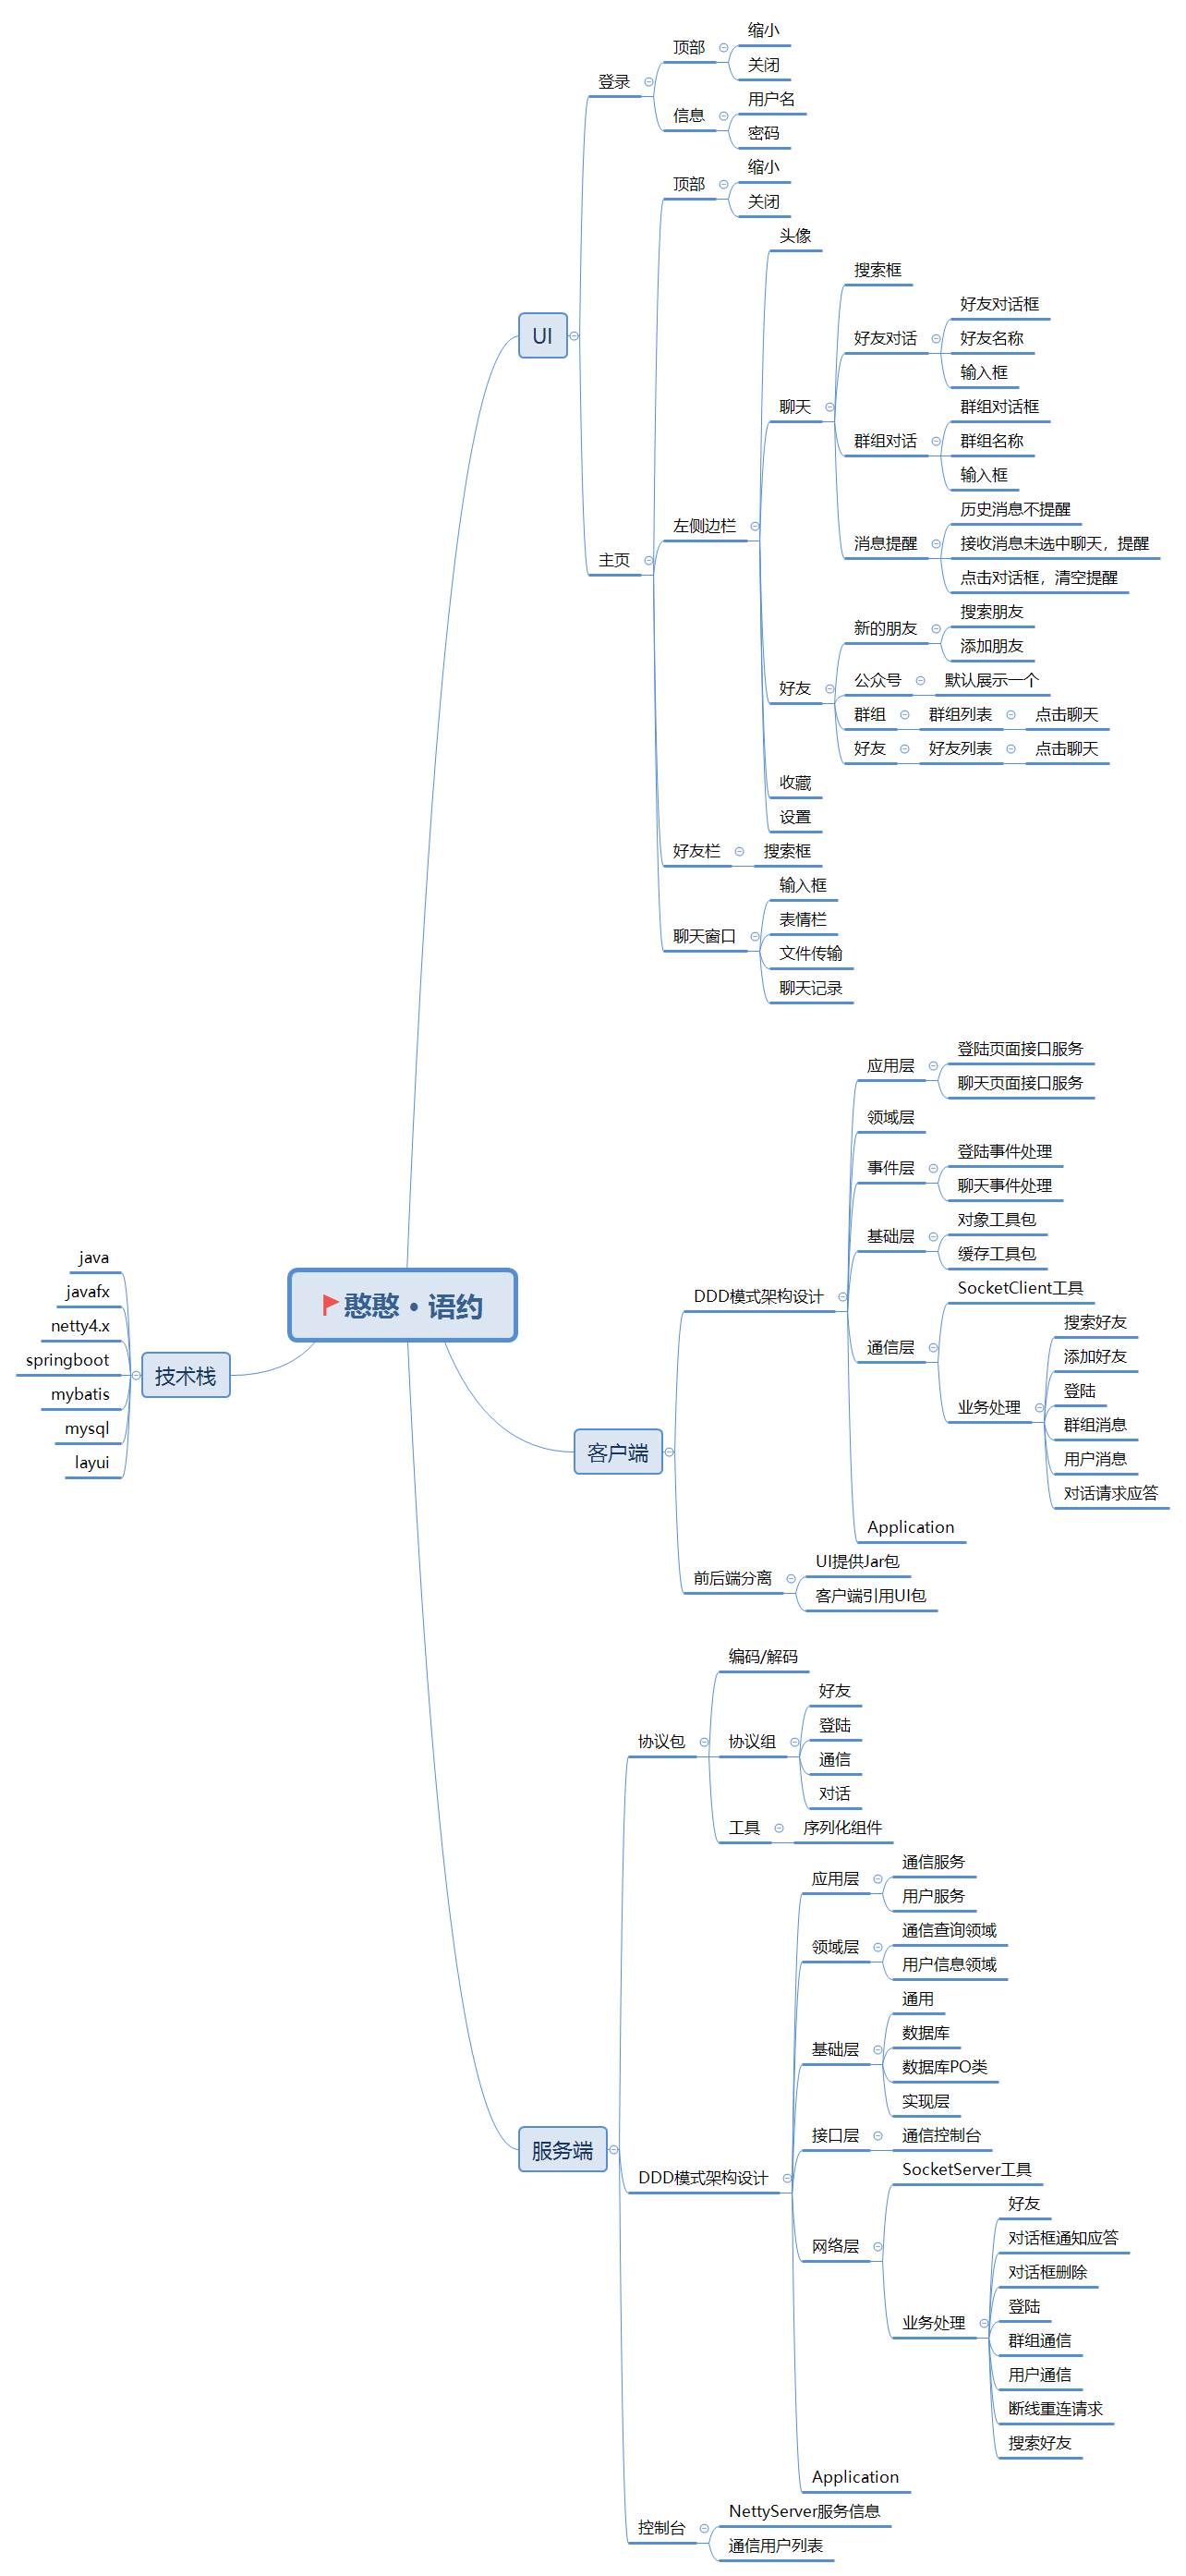 憨憨·语约
UI
登录
顶部
缩小
关闭
信息
用户名
密码
主页
顶部
缩小
关闭
左侧边栏
头像
聊天
搜索框
好友对话
好友对话框
好友名称
输入框
群组对话
群组对话框
群组名称
输入框
消息提醒
历史消息不提醒
接收消息未选中聊天，提醒
点击对话框，清空提醒
好友
新的朋友
搜索朋友
添加朋友
公众号
默认展示一个
群组
群组列表
点击聊天
好友
好友列表
点击聊天
收藏
设置
好友栏
搜索框
聊天窗口
输入框
表情栏
文件传输
聊天记录
客户端
DDD模式架构设计
应用层
登陆页面接口服务
聊天页面接口服务
领域层
事件层
登陆事件处理
聊天事件处理
基础层
对象工具包
缓存工具包
通信层
SocketClient工具
业务处理
搜索好友
添加好友
登陆
群组消息
用户消息
对话请求应答
Application
前后端分离
UI提供Jar包
客户端引用UI包
服务端
协议包
编码/解码
协议组
好友
登陆
通信
对话
工具
序列化组件
DDD模式架构设计
应用层
通信服务
用户服务
领域层
通信查询领域
用户信息领域
基础层
通用
数据库
数据库PO类
实现层
接口层
通信控制台
网络层
SocketServer工具
业务处理
好友
对话框通知应答
对话框删除
登陆
群组通信
用户通信
断线重连请求
搜索好友
Application
控制台
NettyServer服务信息
通信用户列表
技术栈
java
javafx
netty4.x
springboot
mybatis
mysql
layui